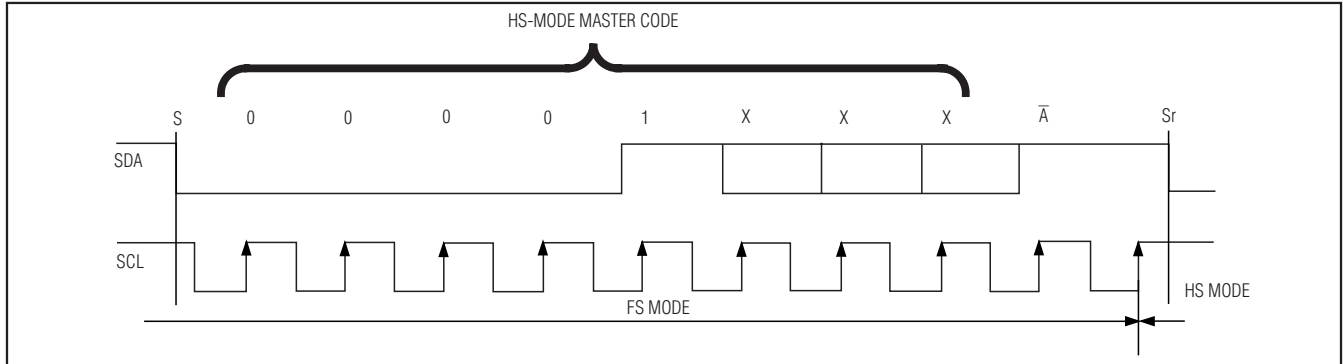 HS-MODE MASTER CODE
S 0 0 0 0 1 X X X A̅ Sr
SDA
SCL
FS MODE
HS MODE